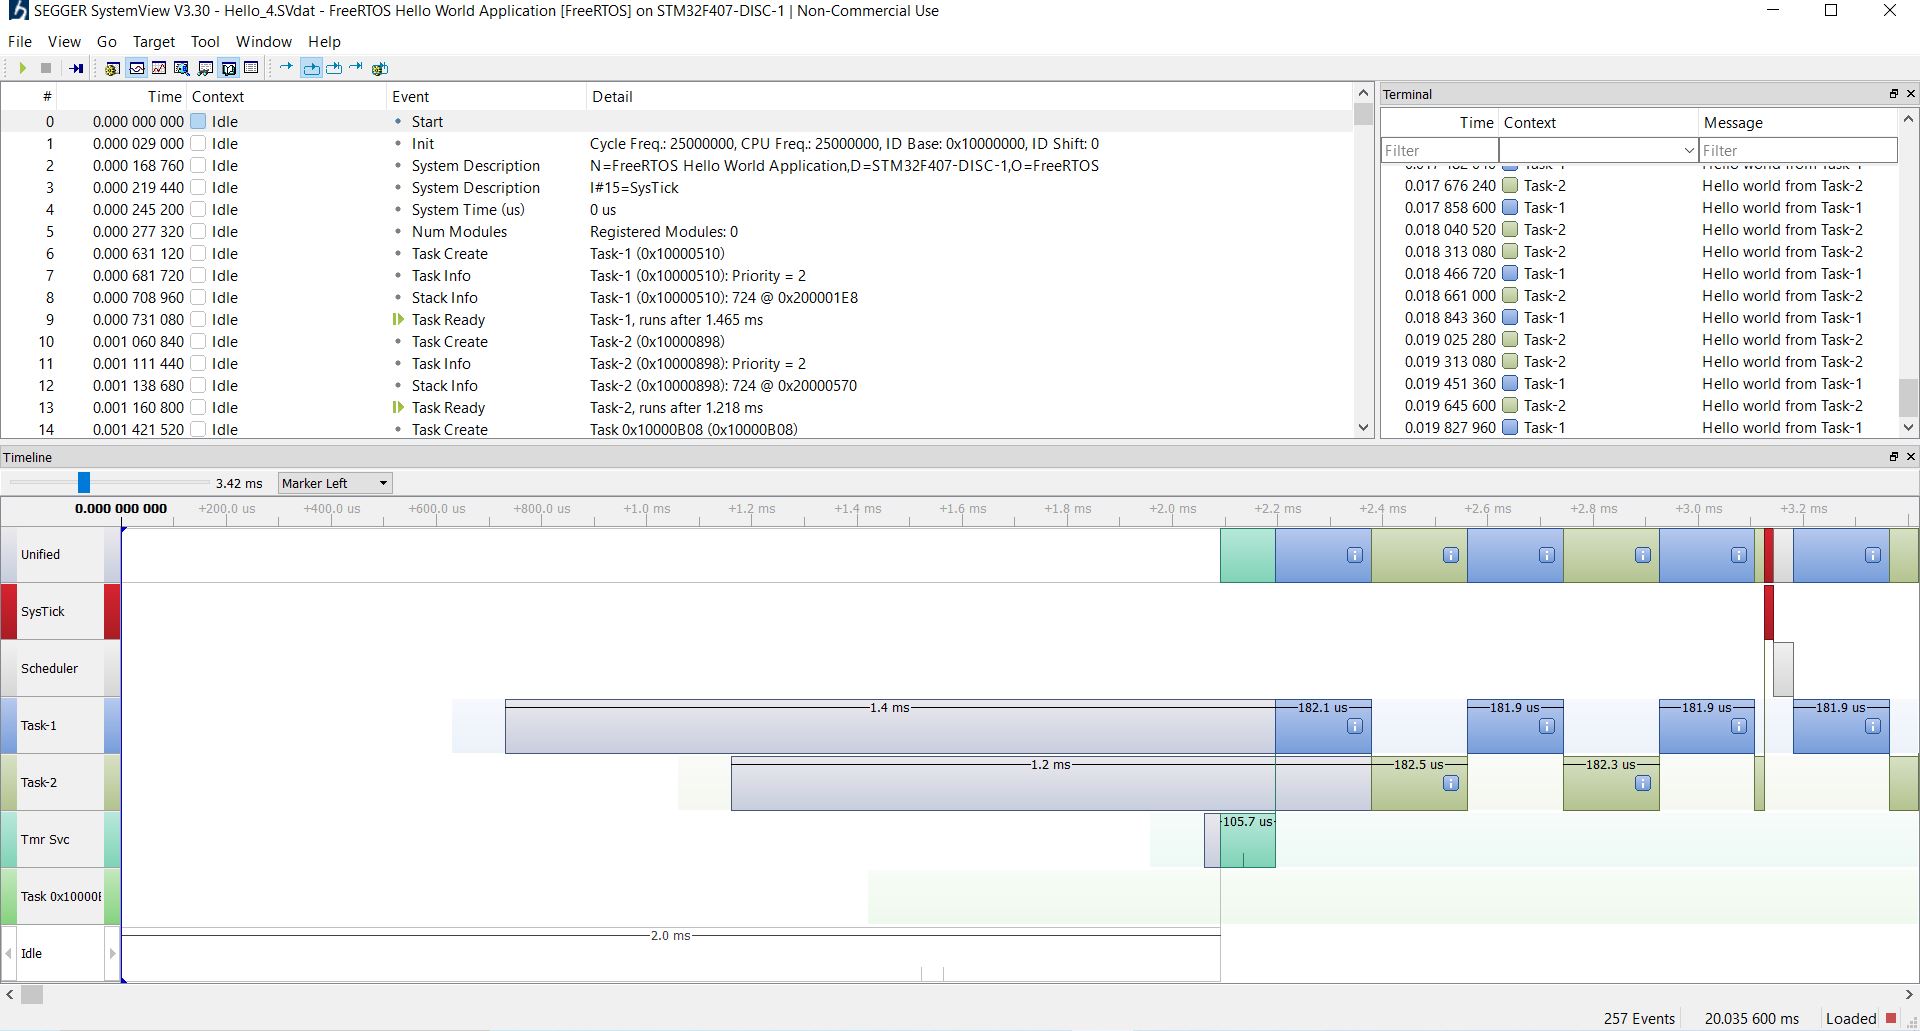 SEGGER SystemView V3.30 - Hello_4.SVdat - FreeRTOS Hello World Application [FreeRTOS] on STM32F407-DISC-1 | Non-Commercial Use
File View Go Target Tool Window Help
# Time Context Event Detail
0 0.000 000 000 Idle Start
1 0.000 029 000 Idle Init Cycle Freq.: 25000000, CPU Freq.: 25000000, ID Base: 0x10000000, ID Shift: 0
2 0.000 168 760 Idle System Description N=FreeRTOS Hello World Application,D=STM32F407-DISC-1,O=FreeRTOS
3 0.000 219 440 Idle System Description I#15=SysTick
4 0.000 245 200 Idle System Time (us) 0 us
5 0.000 277 320 Idle Num Modules Registered Modules: 0
6 0.000 631 120 Idle Task Create Task-1 (0x10000510)
7 0.000 681 720 Idle Task Info Task-1 (0x10000510): Priority = 2
8 0.000 708 960 Idle Stack Info Task-1 (0x10000510): 724 @ 0x200001E8
9 0.000 731 080 Idle Task Ready Task-1, runs after 1.465 ms
10 0.001 060 840 Idle Task Create Task-2 (0x10000898)
11 0.001 111 440 Idle Task Info Task-2 (0x10000898): Priority = 2
12 0.001 138 680 Idle Stack Info Task-2 (0x10000898): 724 @ 0x20000570
13 0.001 160 800 Idle Task Ready Task-2, runs after 1.218 ms
14 0.001 421 520 Idle Task Create Task 0x10000B08 (0x10000B08)
Terminal
Time Context Message
Filter Filter
0.017 676 240 Task-2 Hello world from Task-2
0.017 858 600 Task-1 Hello world from Task-1
0.018 040 520 Task-2 Hello world from Task-2
0.018 313 080 Task-2 Hello world from Task-2
0.018 466 720 Task-1 Hello world from Task-1
0.018 661 000 Task-2 Hello world from Task-2
0.018 843 360 Task-1 Hello world from Task-1
0.019 025 280 Task-2 Hello world from Task-2
0.019 313 080 Task-2 Hello world from Task-2
0.019 451 360 Task-1 Hello world from Task-1
0.019 645 600 Task-2 Hello world from Task-2
0.019 827 960 Task-1 Hello world from Task-1
Timeline
3.42 ms Marker Left
0.000 000 000 +200.0 us +400.0 us +600.0 us +800.0 us +1.0 ms +1.2 ms +1.4 ms +1.6 ms +1.8 ms +2.0 ms +2.2 ms +2.4 ms +2.6 ms +2.8 ms +3.0 ms +3.2 ms
Unified
SysTick
Scheduler
Task-1 1.4 ms 182.1 us 181.9 us 181.9 us 181.9 us
Task-2 1.2 ms 182.5 us 182.3 us
Tmr Svc 105.7 us
Task 0x10000
Idle 2.0 ms
257 Events 20.035 600 ms Loaded